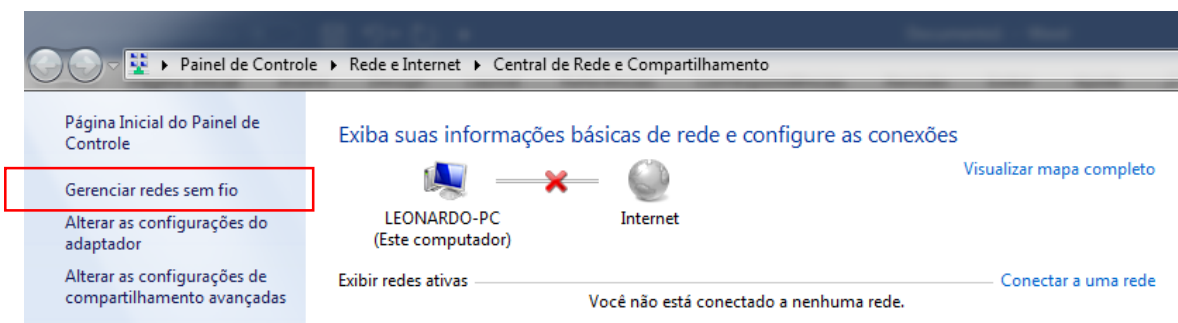 Painel de Controle ▸ Rede e Internet ▸ Central de Rede e Compartilhamento
Página Inicial do Painel de
Controle
Gerenciar redes sem fio
Alterar as configurações do
adaptador
Alterar as configurações de
compartilhamento avançadas
Exiba suas informações básicas de rede e configure as conexões
Visualizar mapa completo
LEONARDO-PC
(Este computador)
Internet
Exibir redes ativas
Conectar a uma rede
Você não está conectado a nenhuma rede.